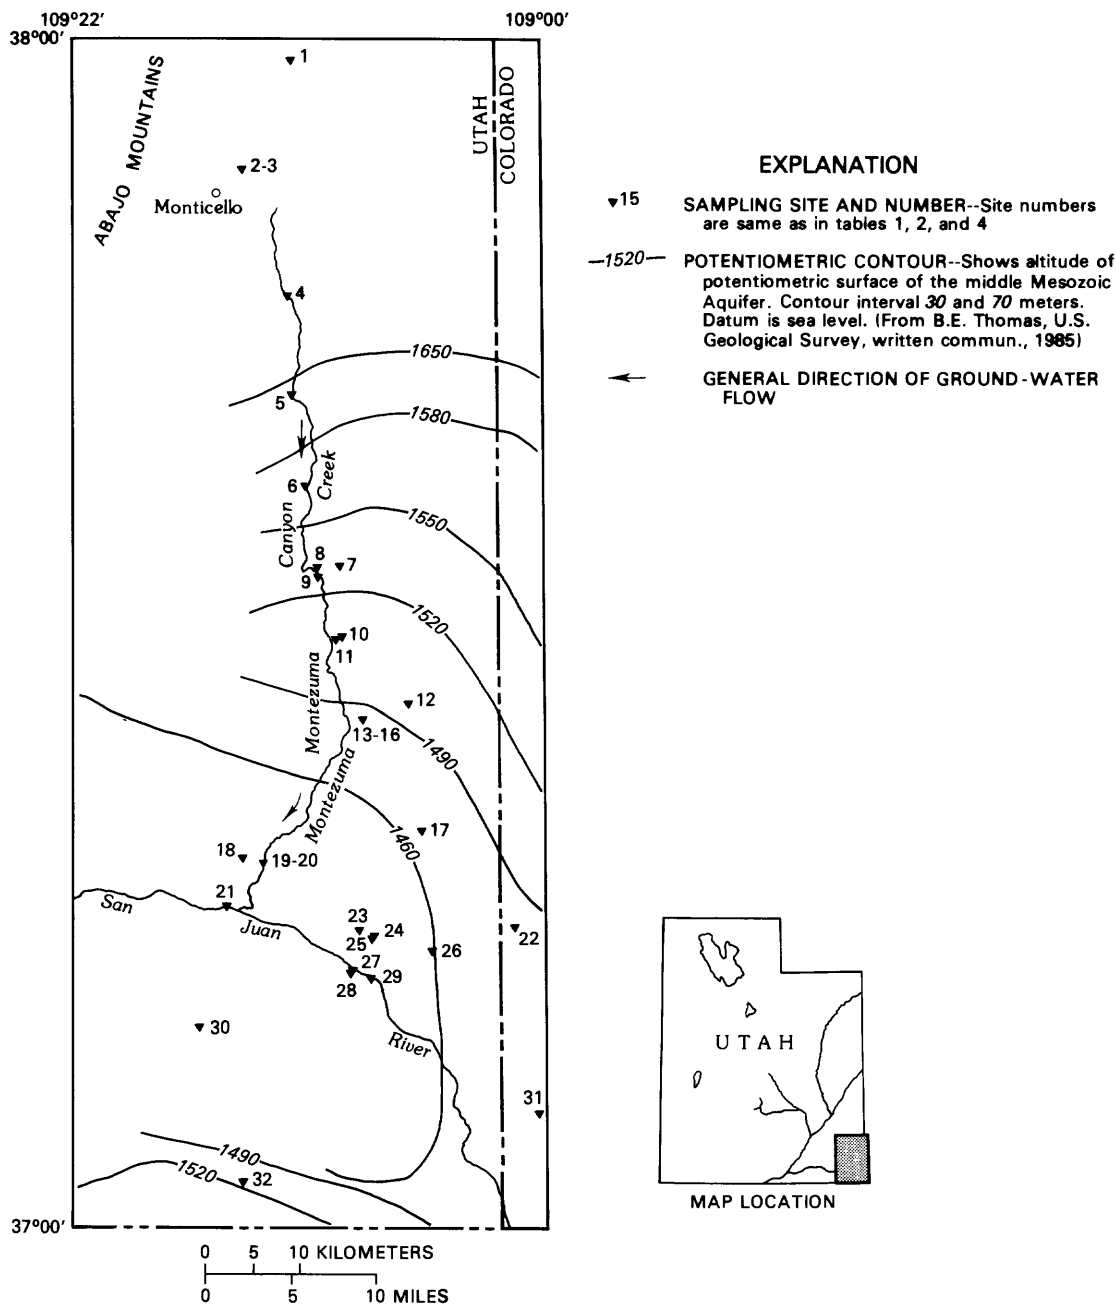 109°22' 109°00'
38°00'
1
ABAJO MOUNTAINS
UTAH
COLORADO
2-3
Monticello
4
1650
5
1580
6
Creek
Canyon
1550
8
7
9
1520
10
11
Montezuma
12
13-16
1490
Montezuma
17
1460
18
19-20
21
San
Juan
23
24
25
22
26
27
28
29
30
River
31
1490
1520
32
37°00'
0 5 10 KILOMETERS
0 5 10 MILES
EXPLANATION
15 SAMPLING SITE AND NUMBER--Site numbers
are same as in tables 1, 2, and 4
—1520— POTENTIOMETRIC CONTOUR--Shows altitude of
potentiometric surface of the middle Mesozoic
Aquifer. Contour interval 30 and 70 meters.
Datum is sea level. (From B.E. Thomas, U.S.
Geological Survey, written commun., 1985)
GENERAL DIRECTION OF GROUND-WATER
FLOW
UTAH
MAP LOCATION